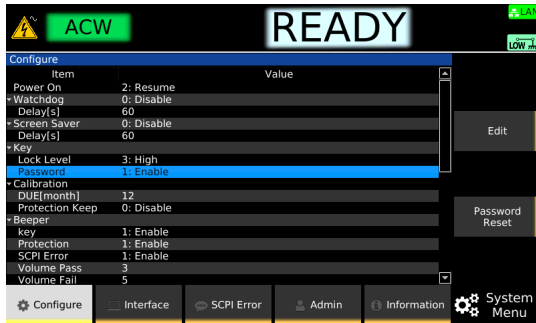 ACW
READY
LAN
LOW
Configure
Item Value
Power On 2: Resume
Watchdog 0: Disable
Delay[s] 60
Screen Saver 0: Disable
Delay[s] 60
Key
Lock Level 3: High
Password 1: Enable
Calibration
DUE[month] 12
Protection Keep 0: Disable
Beeper
key 1: Enable
Protection 1: Enable
SCPI Error 1: Enable
Volume Pass 3
Volume Fail 5
Edit
Password
Reset
Configure Interface SCPI Error Admin Information
System
Menu